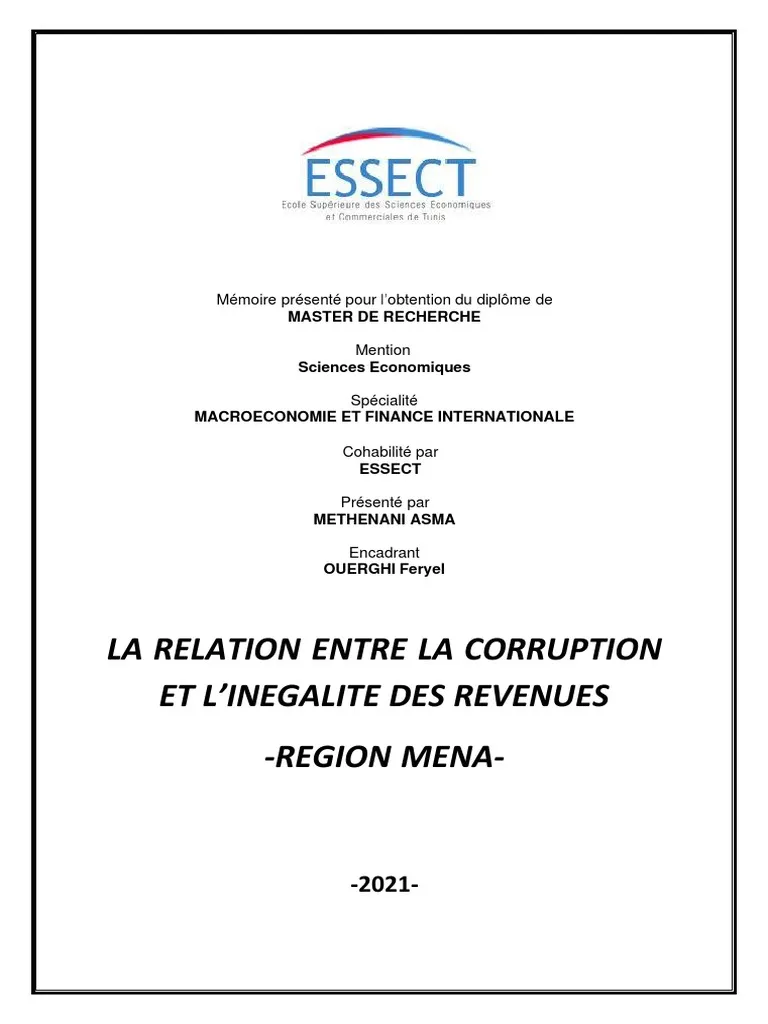 ESSECT
Ecole Supérieure des Sciences Economiques
et Commerciales de Tunis
Mémoire présenté pour l'obtention du diplôme de
MASTER DE RECHERCHE
Mention
Sciences Economiques
Spécialité
MACROECONOMIE ET FINANCE INTERNATIONALE
Cohabilité par
ESSECT
Présenté par
METHENANI ASMA
Encadrant
OUERGHI Feryel
LA RELATION ENTRE LA CORRUPTION
ET L'INEGALITE DES REVENUES
-REGION MENA-
-2021-